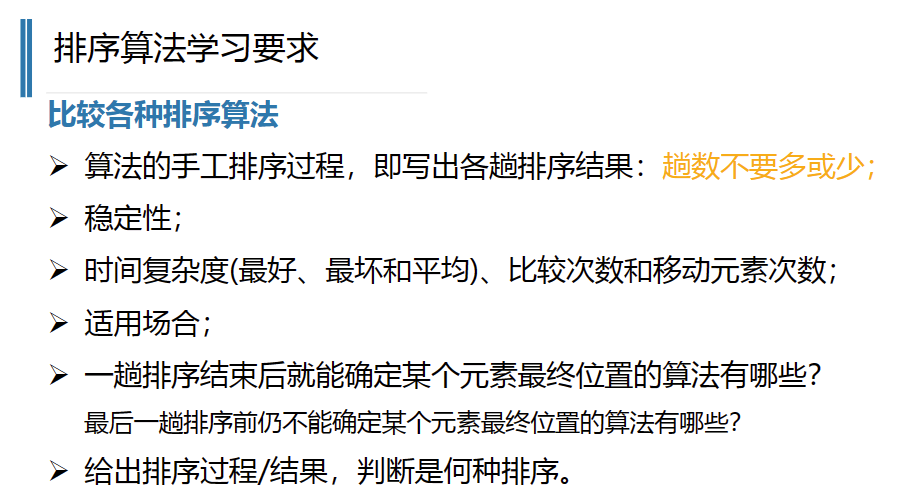 排序算法学习要求
比较各种排序算法
➢ 算法的手工排序过程，即写出各趟排序结果：趟数不要多或少；
➢ 稳定性；
➢ 时间复杂度(最好、最坏和平均)、比较次数和移动元素次数；
➢ 适用场合；
➢ 一趟排序结束后就能确定某个元素最终位置的算法有哪些？
最后一趟排序前仍不能确定某个元素最终位置的算法有哪些？
➢ 给出排序过程/结果，判断是何种排序。